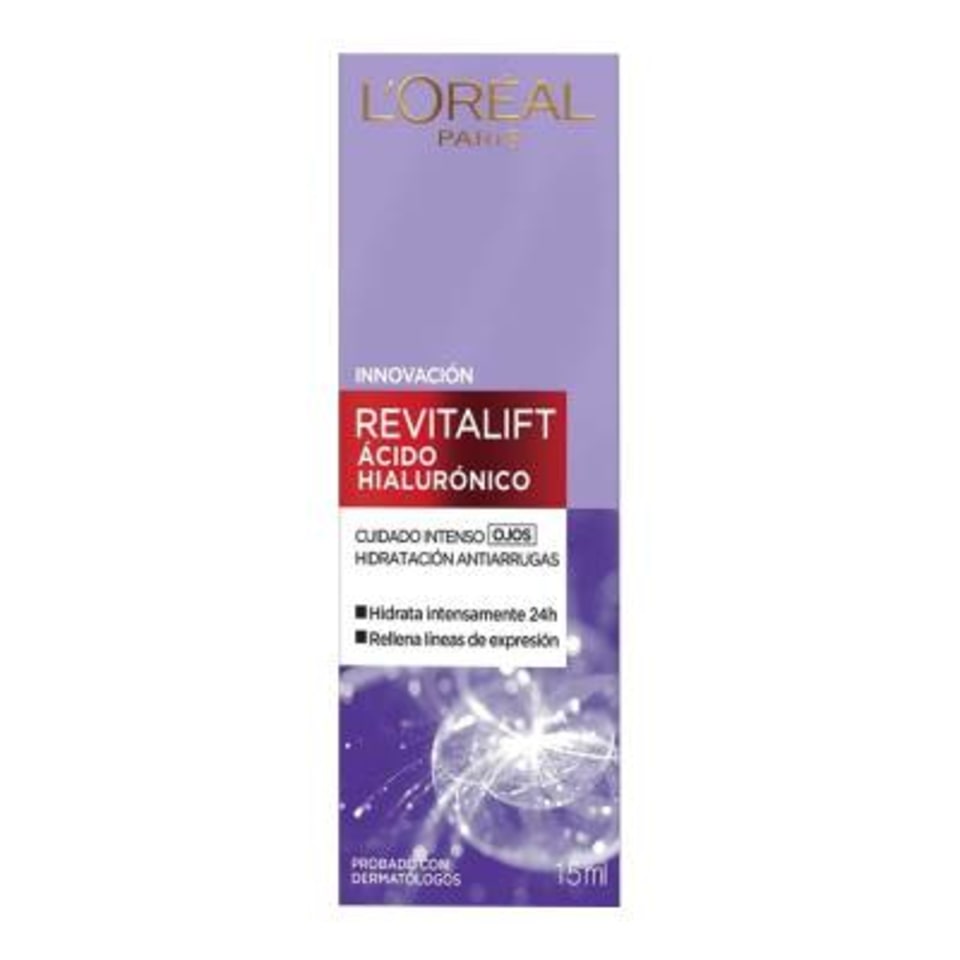 L'ORÉAL
PARIS
INNOVACIÓN
REVITALIFT
ÁCIDO
HIALURÓNICO
CUIDADO INTENSO OJOS
HIDRATACIÓN ANTIARRUGAS
■ Hidrata intensamente 24h
■ Rellena líneas de expresión
PROBADO CON
DERMATÓLOGOS
15ml